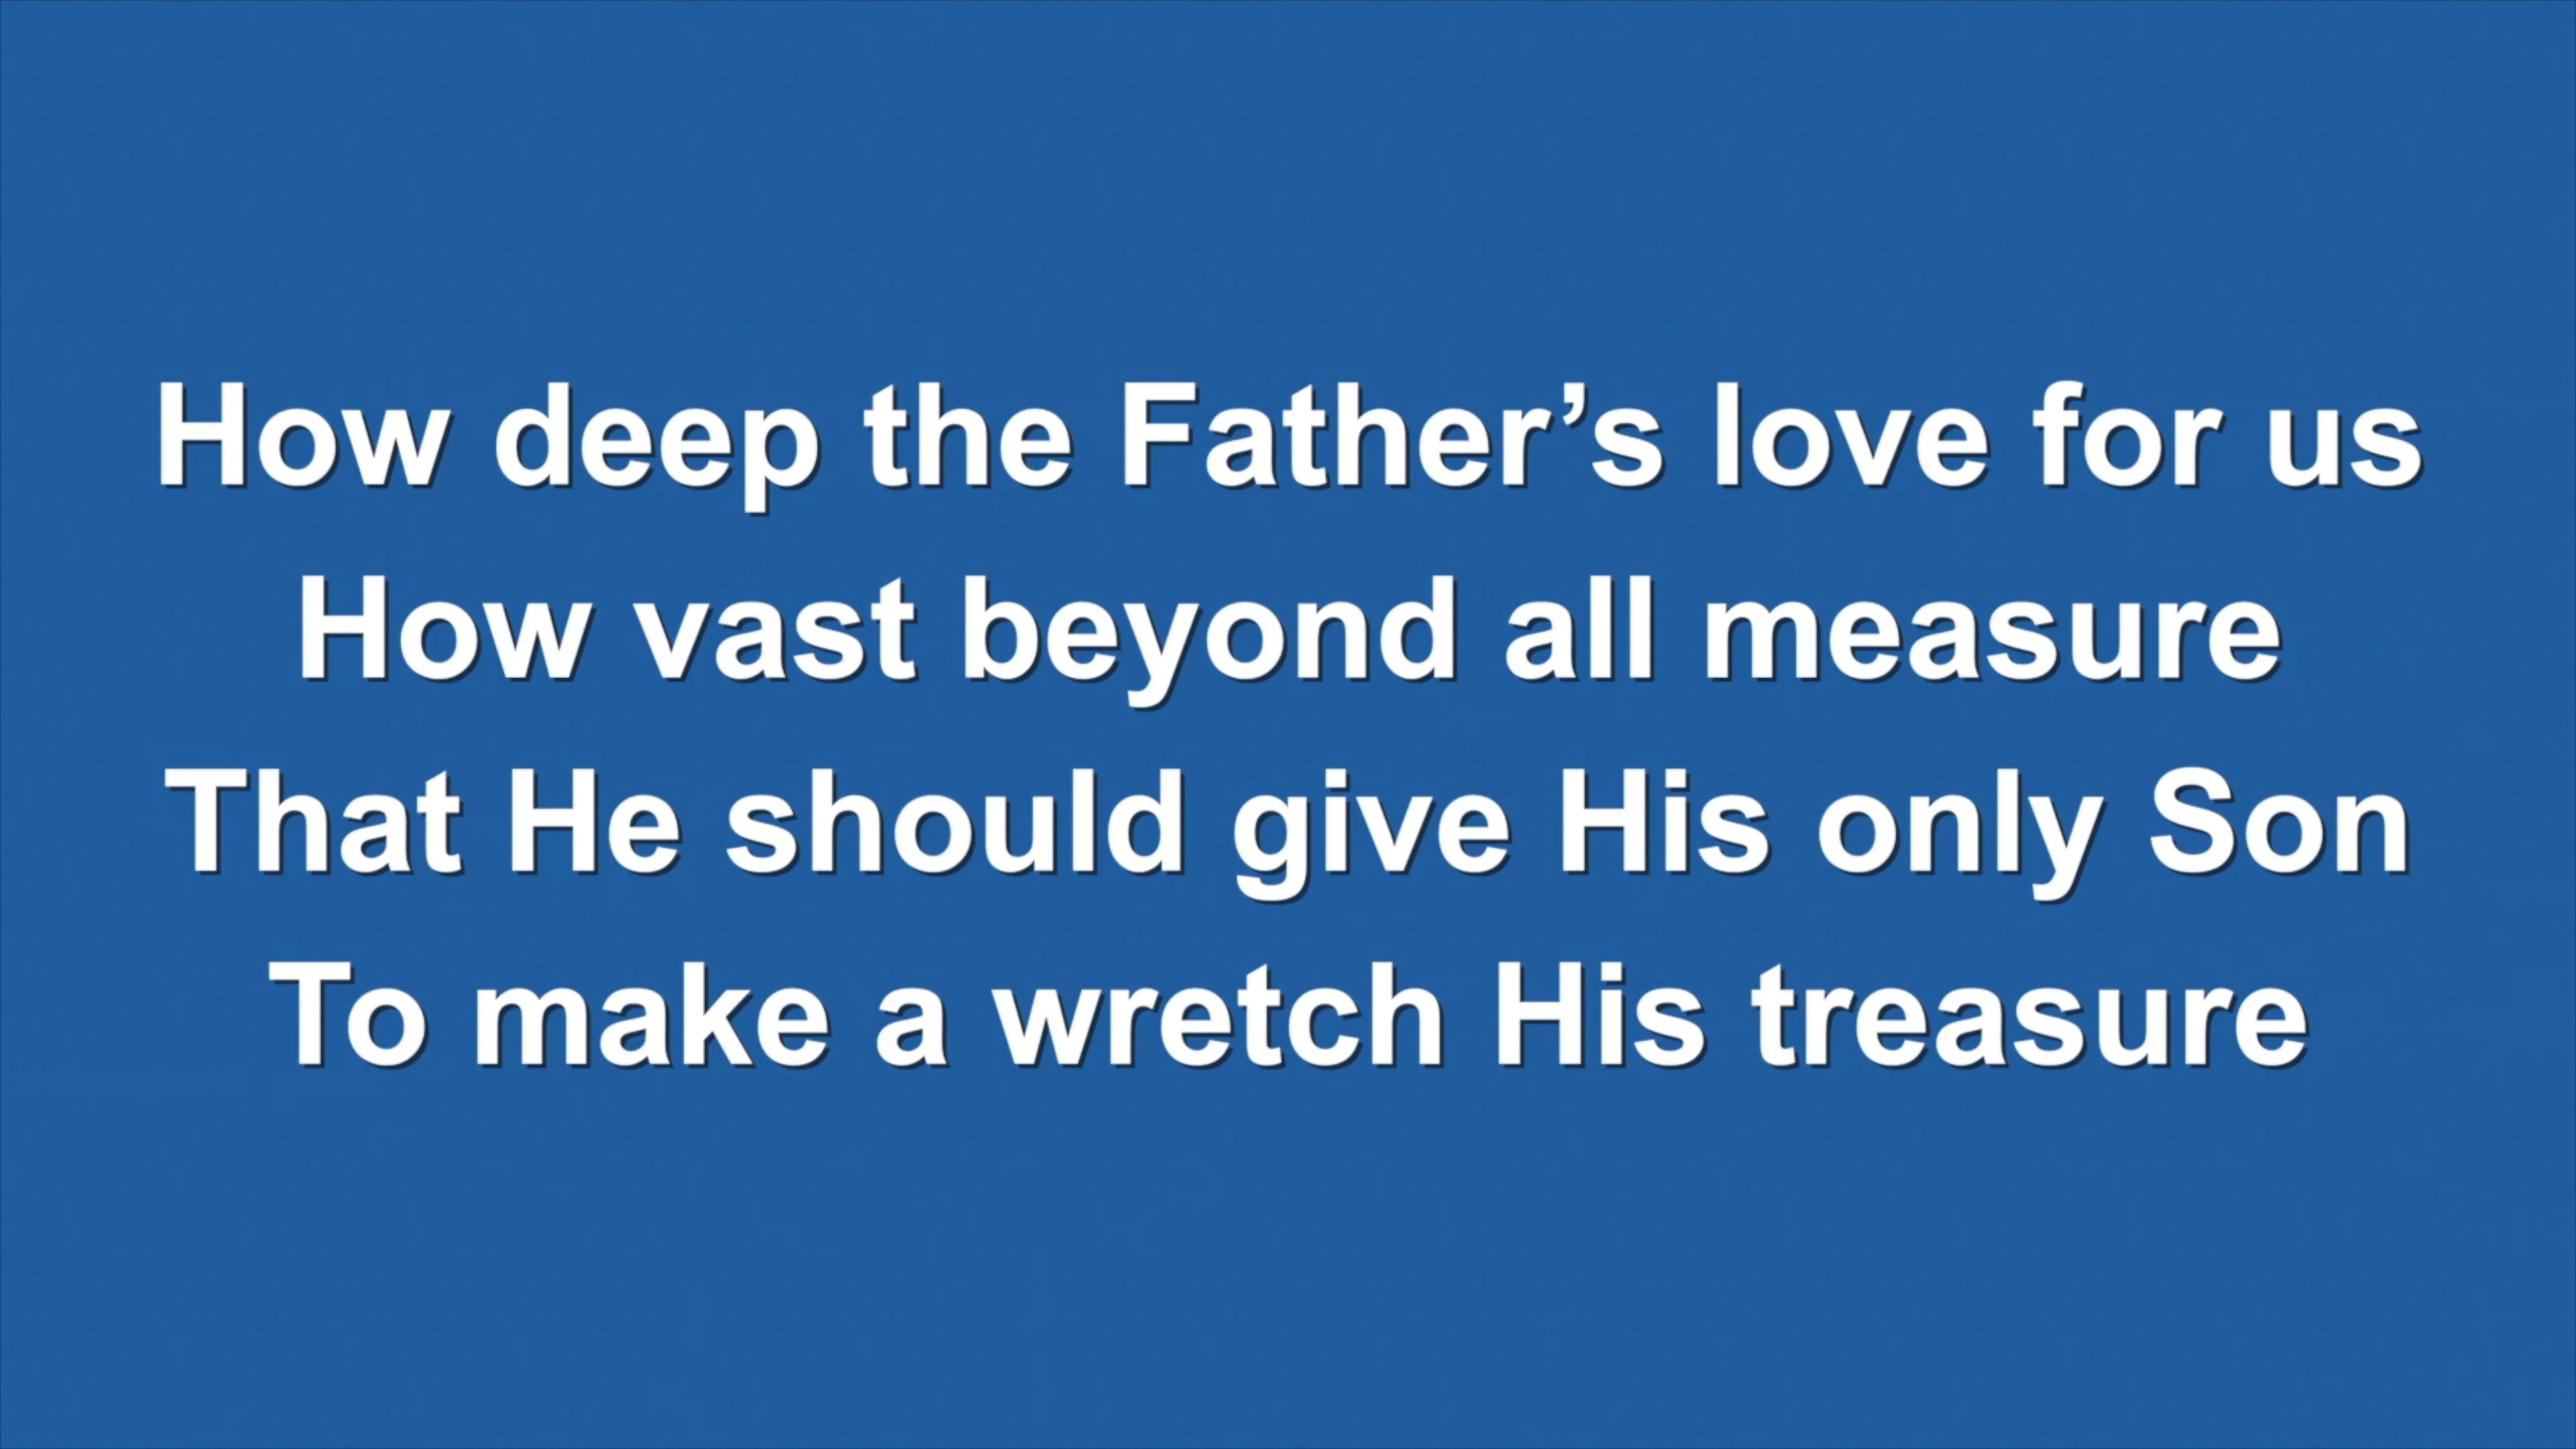 How deep the Father’s love for us
How vast beyond all measure
That He should give His only Son
To make a wretch His treasure